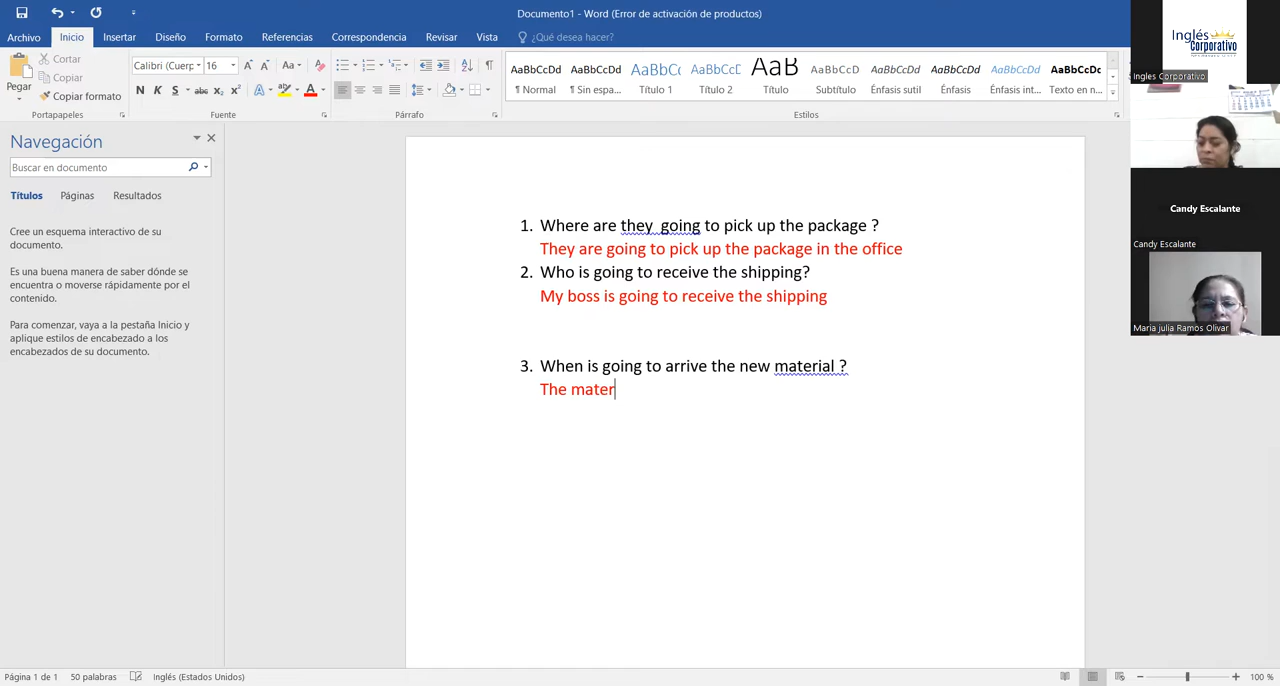 Documento1 - Word (Error de activación de productos)
Archivo Inicio Insertar Diseño Formato Referencias Correspondencia Revisar Vista ¿Qué desea hacer?
Pegar
Cortar
Copiar
Copiar formato
Portapapeles
Calibri (Cuerp 16
N K S abc x₂ x²
Fuente
Párrafo
AaBbCcDd AaBbCcDd AaBbCc AaBbCcD AaB AaBbCcD AaBbCcDd AaBbCcDd AaBbCcDd AaBbCcDc
¶ Normal ¶ Sin espa... Título 1 Título 2 Título Subtítulo Énfasis sutil Énfasis Énfasis int... Texto en n...
Estilos
Navegación
Buscar en documento
Títulos Páginas Resultados
Cree un esquema interactivo de su
documento.
Es una buena manera de saber dónde se
encuentra o moverse rápidamente por el
contenido.
Para comenzar, vaya a la pestaña Inicio y
aplique estilos de encabezado a los
encabezados de su documento.
1. Where are they going to pick up the package ?
They are going to pick up the package in the office
2. Who is going to receive the shipping?
My boss is going to receive the shipping
3. When is going to arrive the new material ?
The mater
Inglés
Corporativo
Ingles Corporativo
Candy Escalante
Candy Escalante
Maria julia Ramos Olivar
Página 1 de 1 50 palabras Inglés (Estados Unidos)
100 %